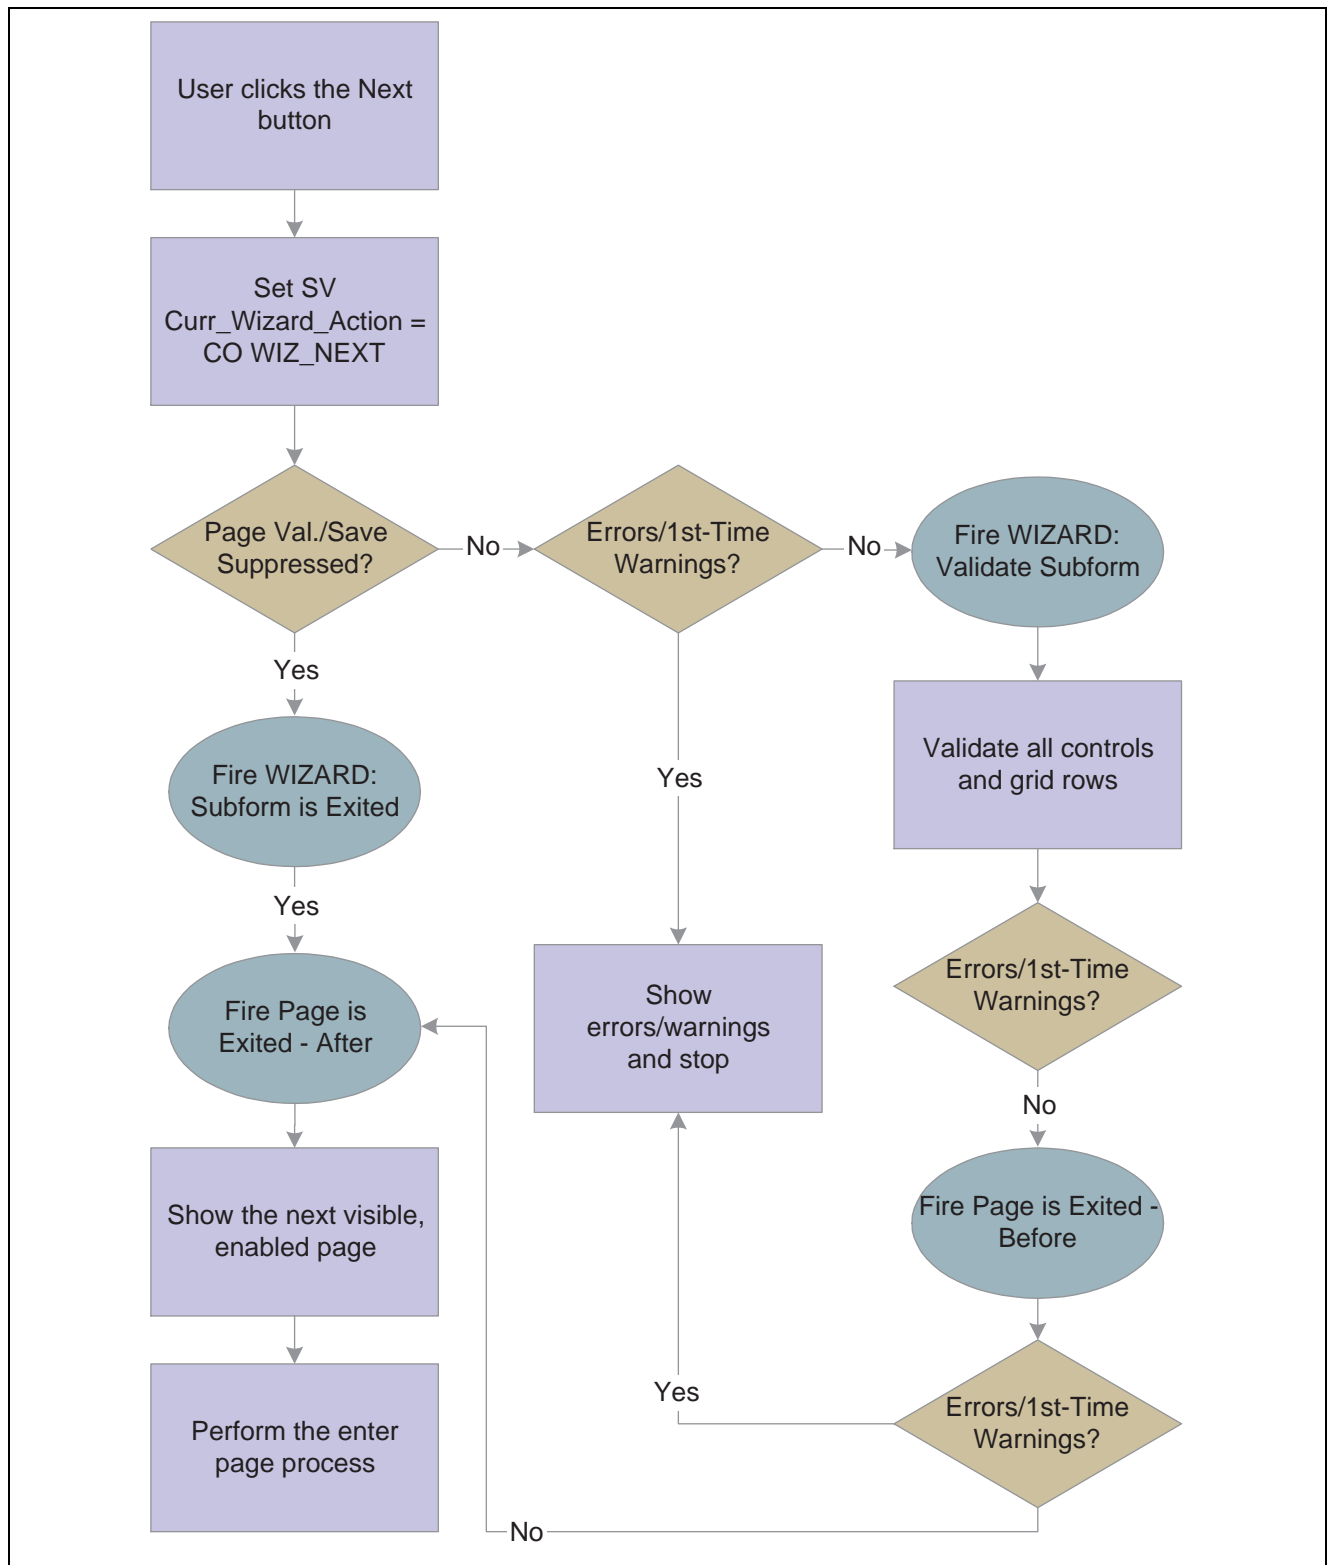 User clicks the Next
button
Set SV
Curr_Wizard_Action =
CO WIZ_NEXT
Page Val./Save
Suppressed?
No
Errors/1st-Time
Warnings?
No
Fire WIZARD:
Validate Subform
Yes
Fire WIZARD:
Subform is Exited
Yes
Validate all controls
and grid rows
Yes
Fire Page is
Exited - After
Show
errors/warnings
and stop
Errors/1st-Time
Warnings?
No
Show the next visible,
enabled page
Fire Page is Exited -
Before
Perform the enter
page process
Yes
Errors/1st-Time
Warnings?
No